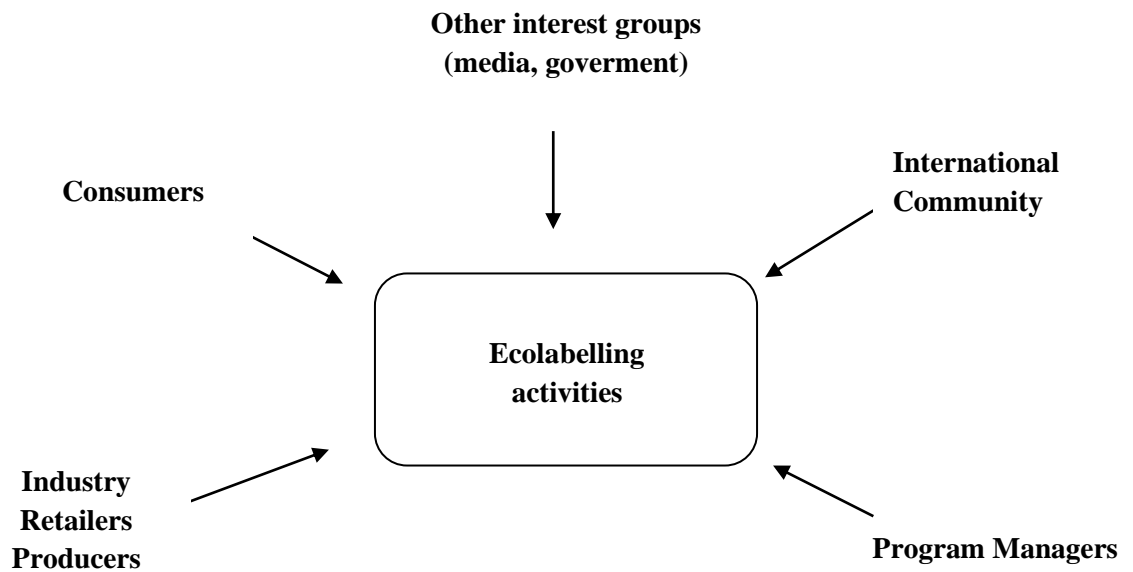 Other interest groups
(media, goverment)
International
Community
Consumers
Ecolabelling
activities
Industry
Retailers
Producers
Program Managers